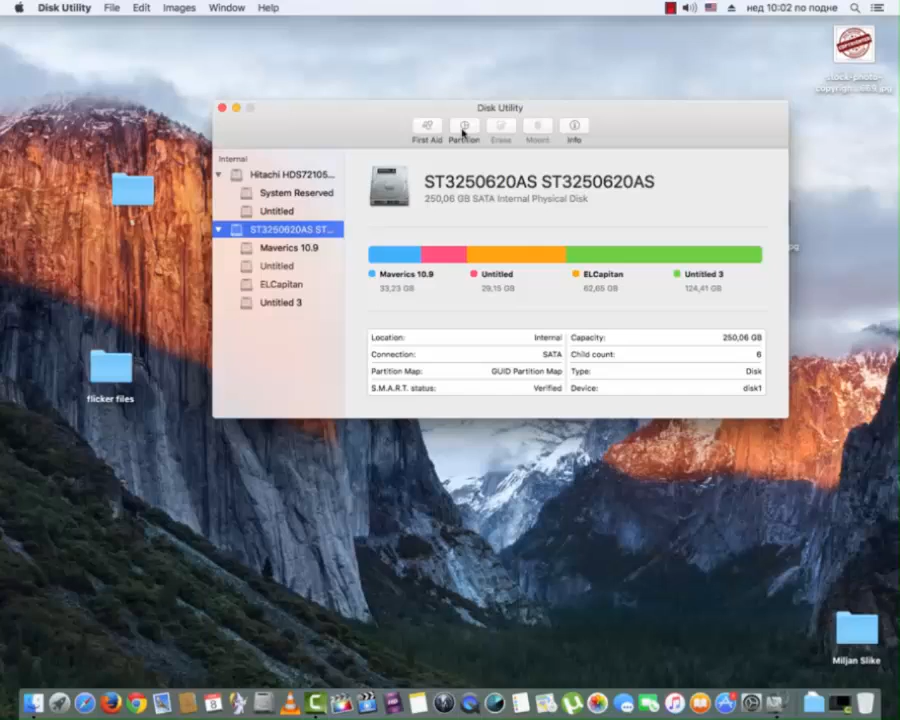 Disk Utility File Edit Images Window Help нед 10:02 по подне
stock-photo-
Disk Utility
First Aid Partition Erase Mount Info
Internal
Hitachi HDS72105...
System Reserved
Untitled
ST3250620AS ST...
Maverics 10.9
Untitled
ELCapitan
Untitled 3
ST3250620AS ST3250620AS
250,06 GB SATA Internal Physical Disk
Maverics 10.9 Untitled ELCapitan Untitled 3
33,23 GB 29,15 GB 62,65 GB 124,41 GB
Location: Internal Capacity: 250,06 GB
Connection: SATA Child count: 6
Partition Map: GUID Partition Map Type: Disk
S.M.A.R.T. status: Verified Device: disk1
flicker files
Miljan Slike